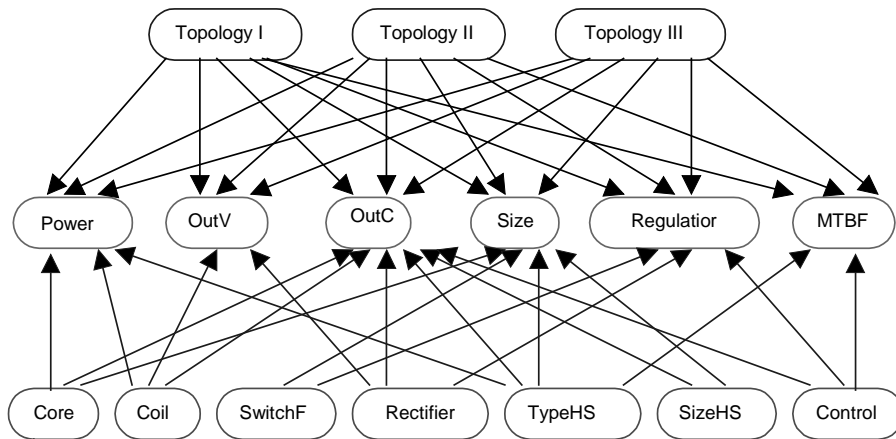 Topology I
Topology II
Topology III
Power
OutV
OutC
Size
Regulatior
MTBF
Core
Coil
SwitchF
Rectifier
TypeHS
SizeHS
Control